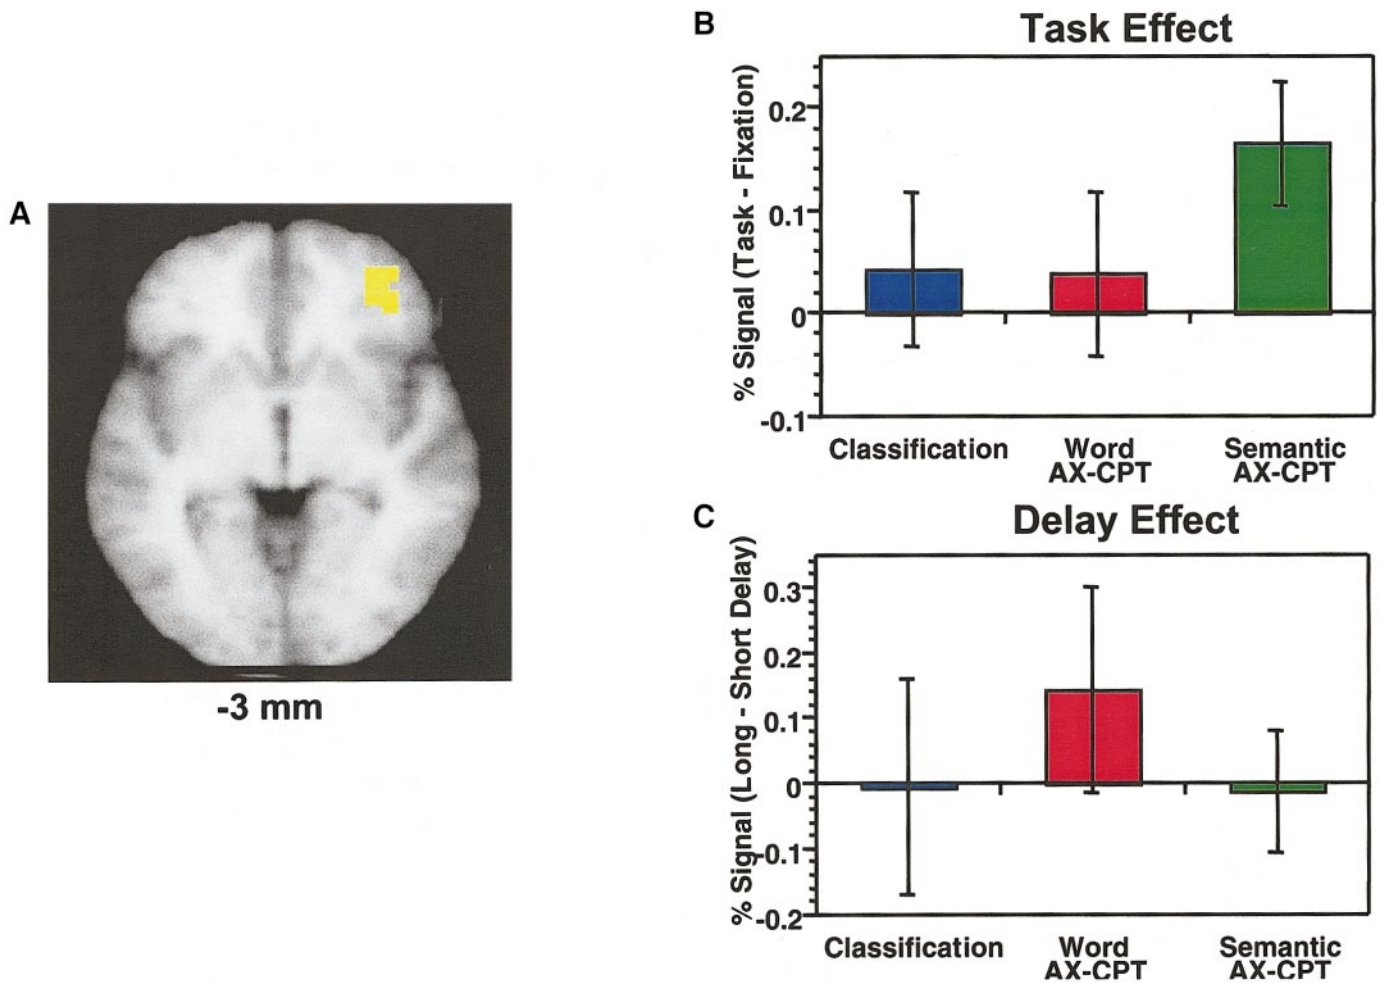 A
-3 mm
B
Task Effect
% Signal (Task - Fixation)
0.2
0.1
0
-0.1
Classification
Word
AX-CPT
Semantic
AX-CPT
C
Delay Effect
% Signal (Long - Short Delay)
0.3
0.2
0.1
0
-0.1
-0.2
Classification
Word
AX-CPT
Semantic
AX-CPT